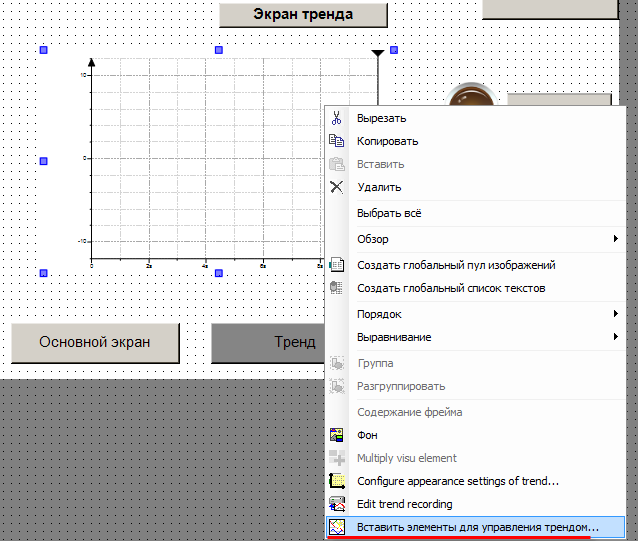 Экран тренда
10
0
-10
0
2s
4s
6s
8s
Вырезать
Копировать
Вставить
Удалить
Выбрать всё
Обзор
Создать глобальный пул изображений
Создать глобальный список текстов
Порядок
Выравнивание
Группа
Разгруппировать
Содержание фрейма
Фон
Multiply visu element
Configure appearance settings of trend...
Edit trend recording
Вставить элементы для управления трендом...
Основной экран
Тренд